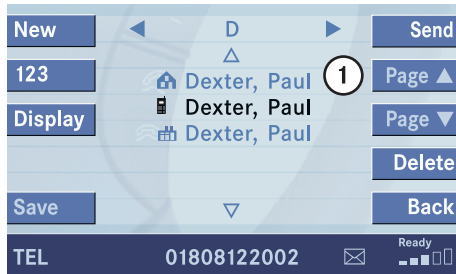 New D Send
123 Dexter, Paul 1 Page
Dexter, Paul
Display Dexter, Paul Page
Delete
Save Back
TEL 01808122002 Ready